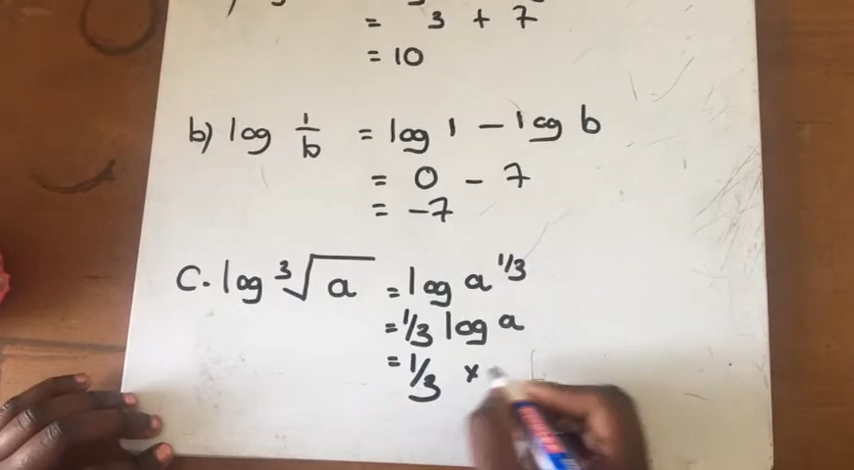 = 3 + 7
= 10
b) log 1/b = log 1 - log b
= 0 - 7
= -7
C. log ³√a = log a^1/3
= 1/3 log a
= 1/3 ×